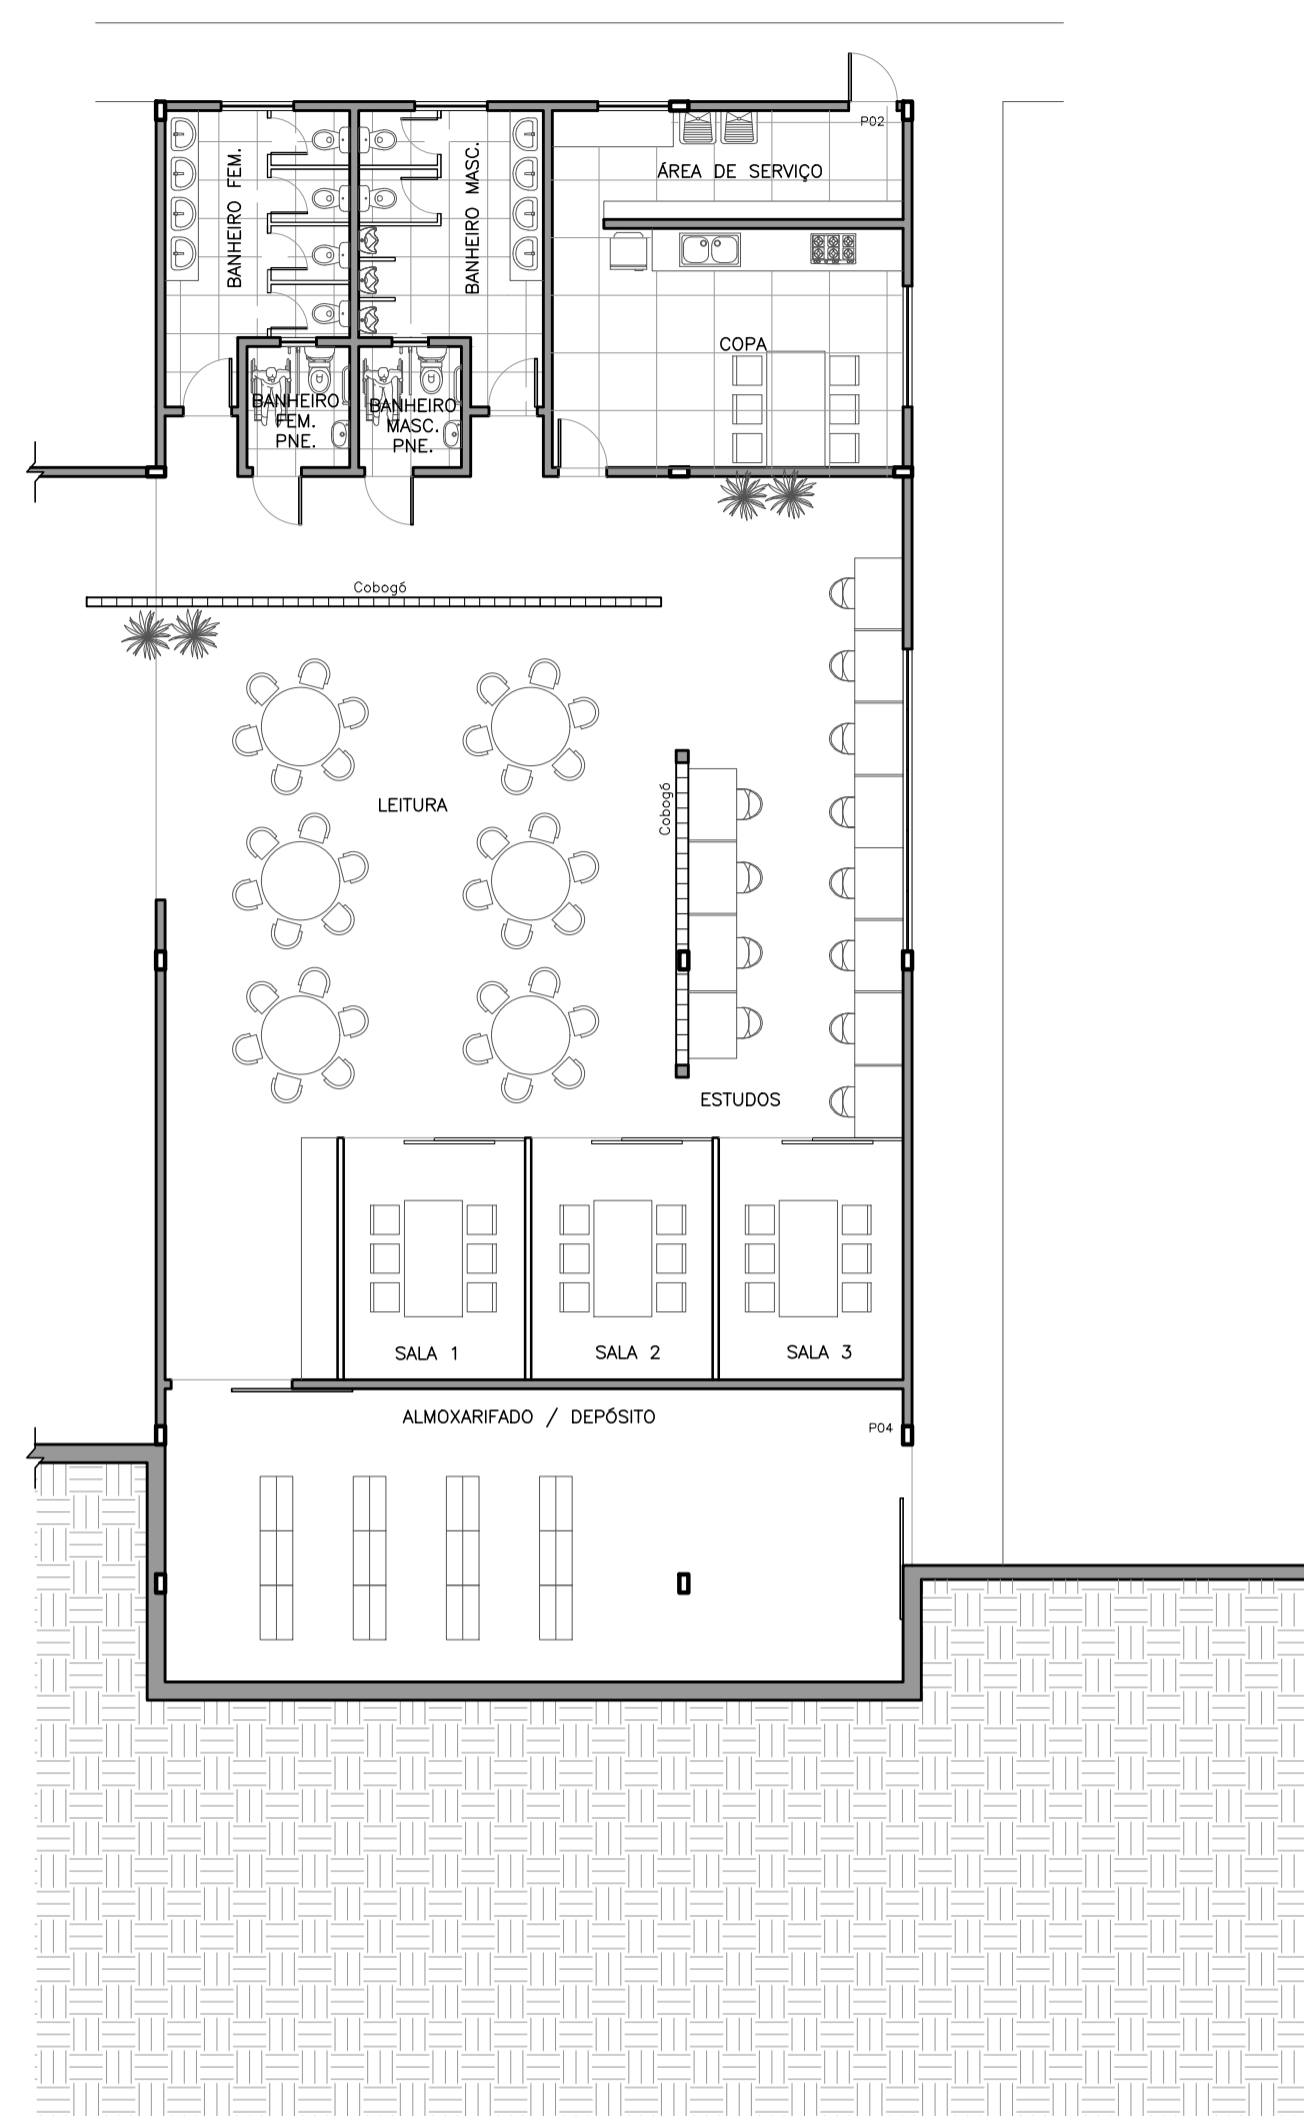 P02
ÁREA DE SERVIÇO
BANHEIRO FEM.
BANHEIRO MASC.
COPA
BANHEIRO
FEM.
PNE.
BANHEIRO
MASC.
PNE.
Cobogó
LEITURA
Cobogó
ESTUDOS
SALA 1
SALA 2
SALA 3
ALMOXARIFADO / DEPÓSITO
P04